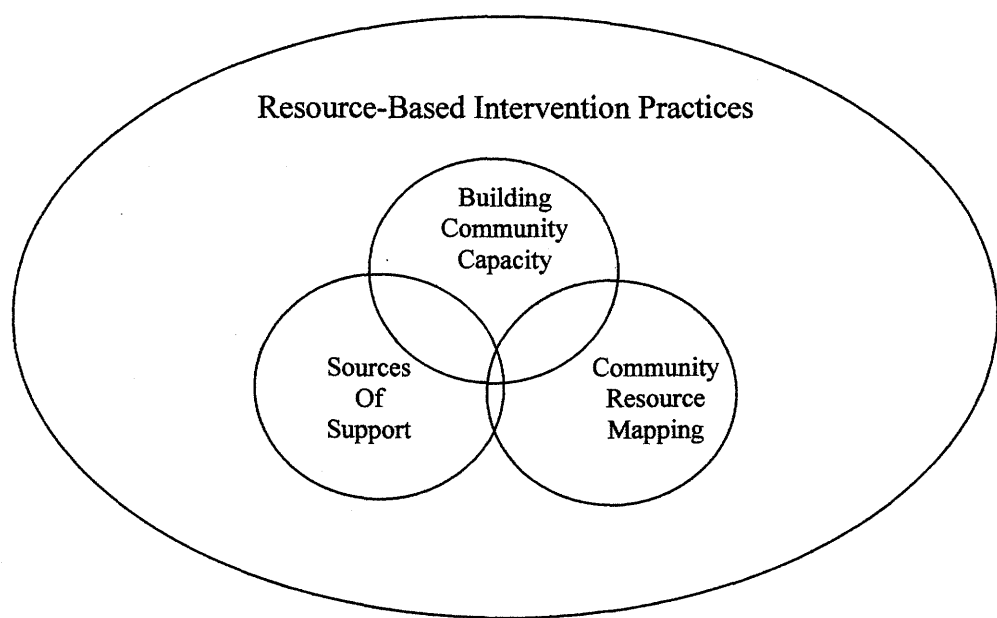 Resource-Based Intervention Practices
Building
Community
Capacity
Sources
Of
Support
Community
Resource
Mapping